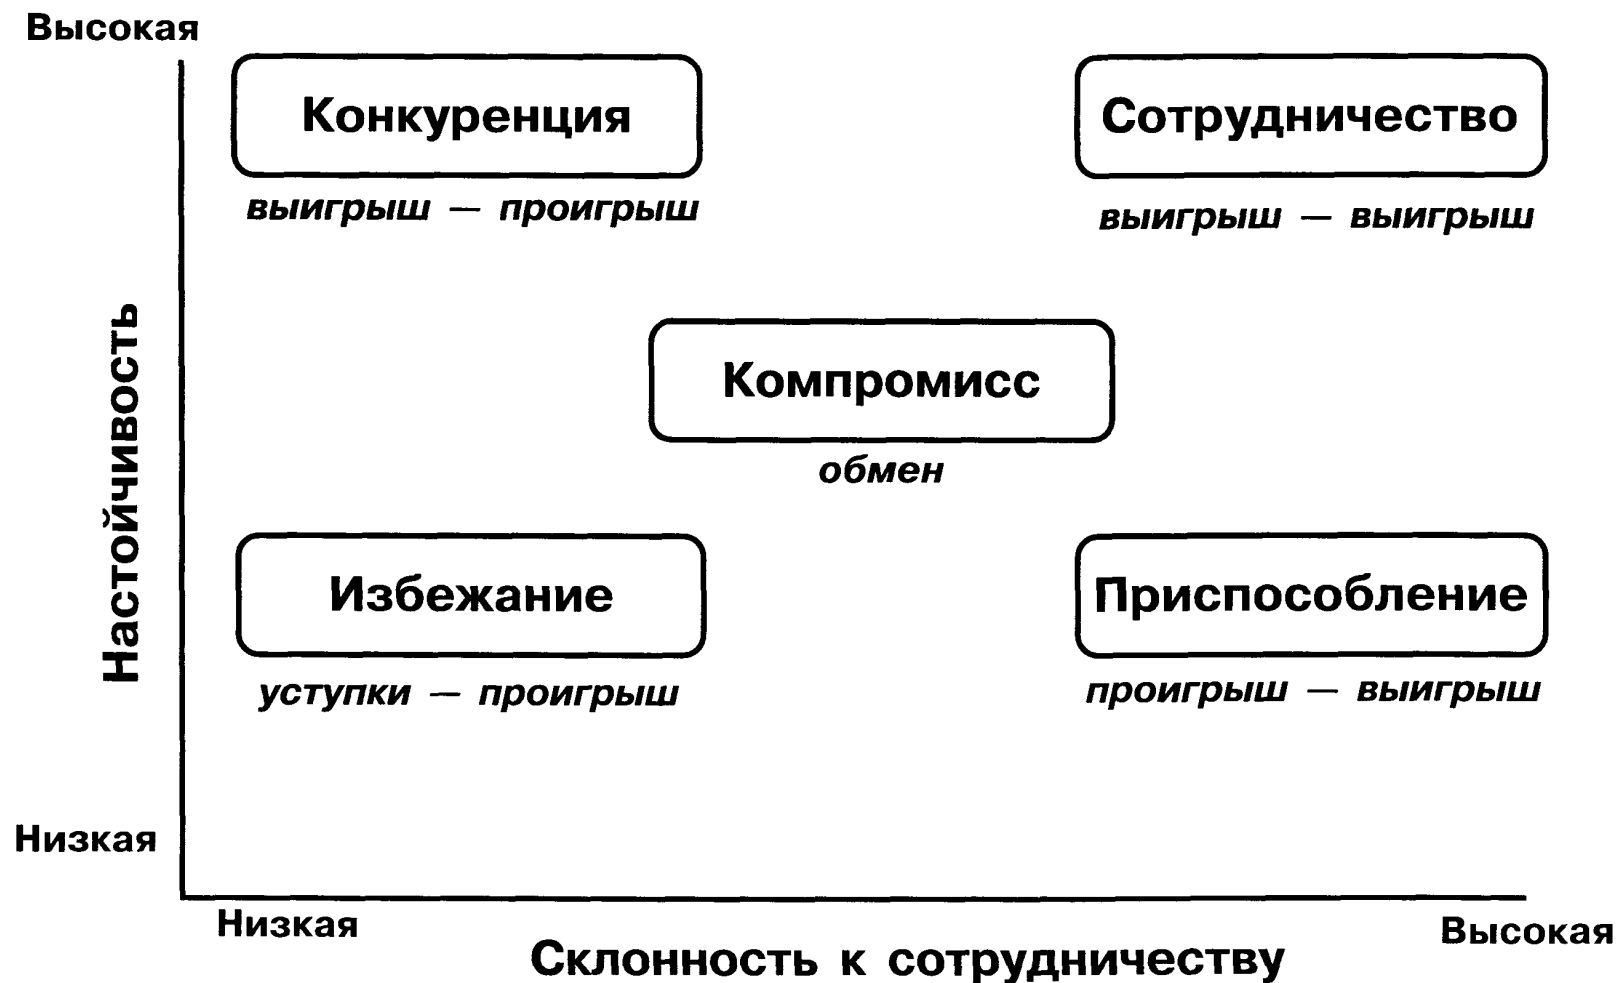 Высокая
Конкуренция
Сотрудничество
выигрыш — проигрыш
выигрыш — выигрыш
Настойчивость
Компромисс
обмен
Избежание
Приспособление
уступки — проигрыш
проигрыш — выигрыш
Низкая
Низкая
Высокая
Склонность к сотрудничеству